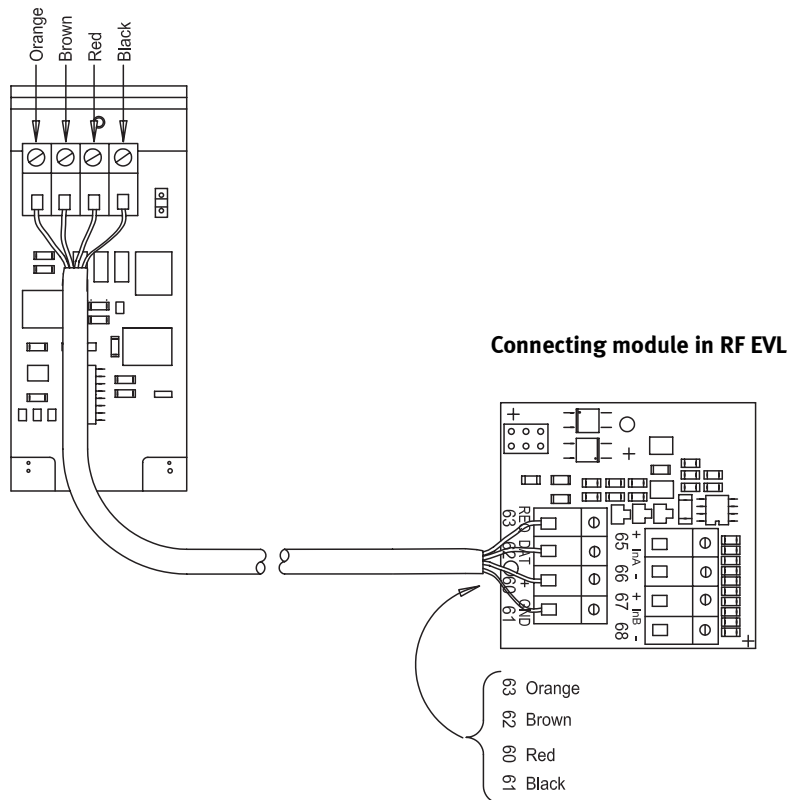 Orange
Brown
Red
Black
Connecting module in RF EVL
63
62
60
61
DAT
+
GND
65
66
67
68
+ InA -
+ InB -
63 Orange
62 Brown
60 Red
61 Black